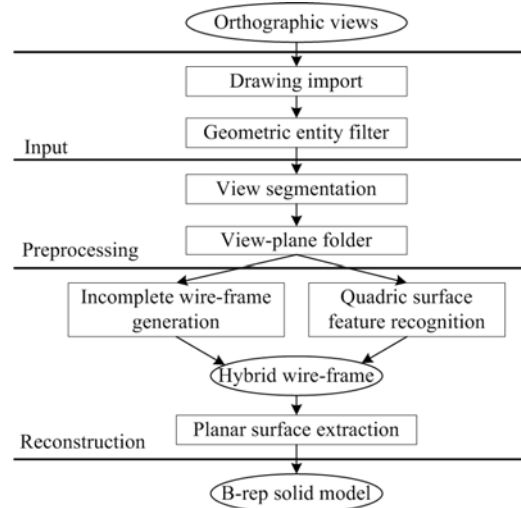 Orthographic views
Drawing import
Geometric entity filter
Input
View segmentation
View-plane folder
Preprocessing
Incomplete wire-frame
generation
Quadric surface
feature recognition
Hybrid wire-frame
Planar surface extraction
Reconstruction
B-rep solid model